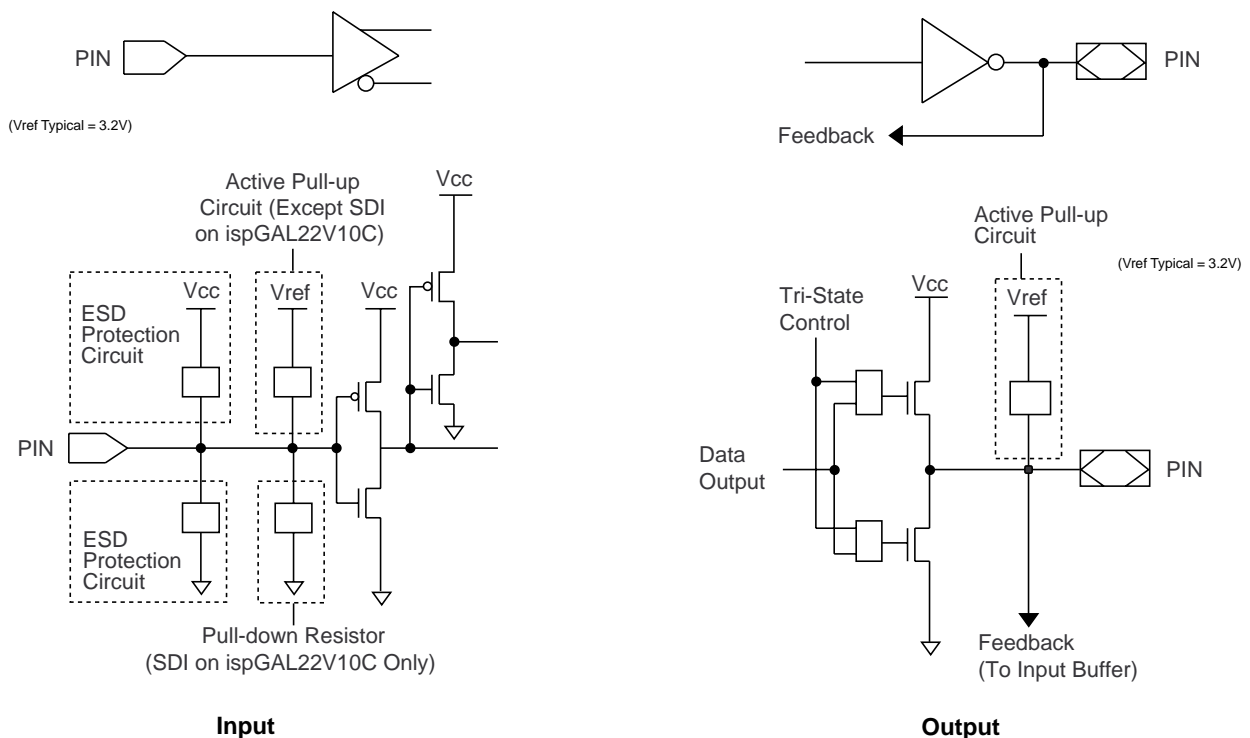 PIN
(Vref Typical = 3.2V)
Active Pull-up
Circuit (Except SDI
on ispGAL22V10C)
Vcc
Vcc
Vref
Vcc
ESD
Protection
Circuit
PIN
ESD
Protection
Circuit
Pull-down Resistor
(SDI on ispGAL22V10C Only)
Input
PIN
Feedback
Active Pull-up
Circuit
(Vref Typical = 3.2V)
Tri-State
Control
Vcc
Vref
Data
Output
PIN
Feedback
(To Input Buffer)
Output